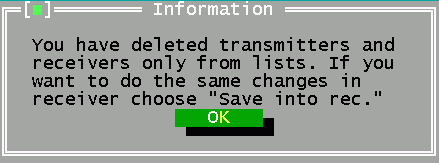 [■] Information
You have deleted transmitters and
receivers only from lists. If you
want to do the same changes in
receiver choose "Save into rec."
OK